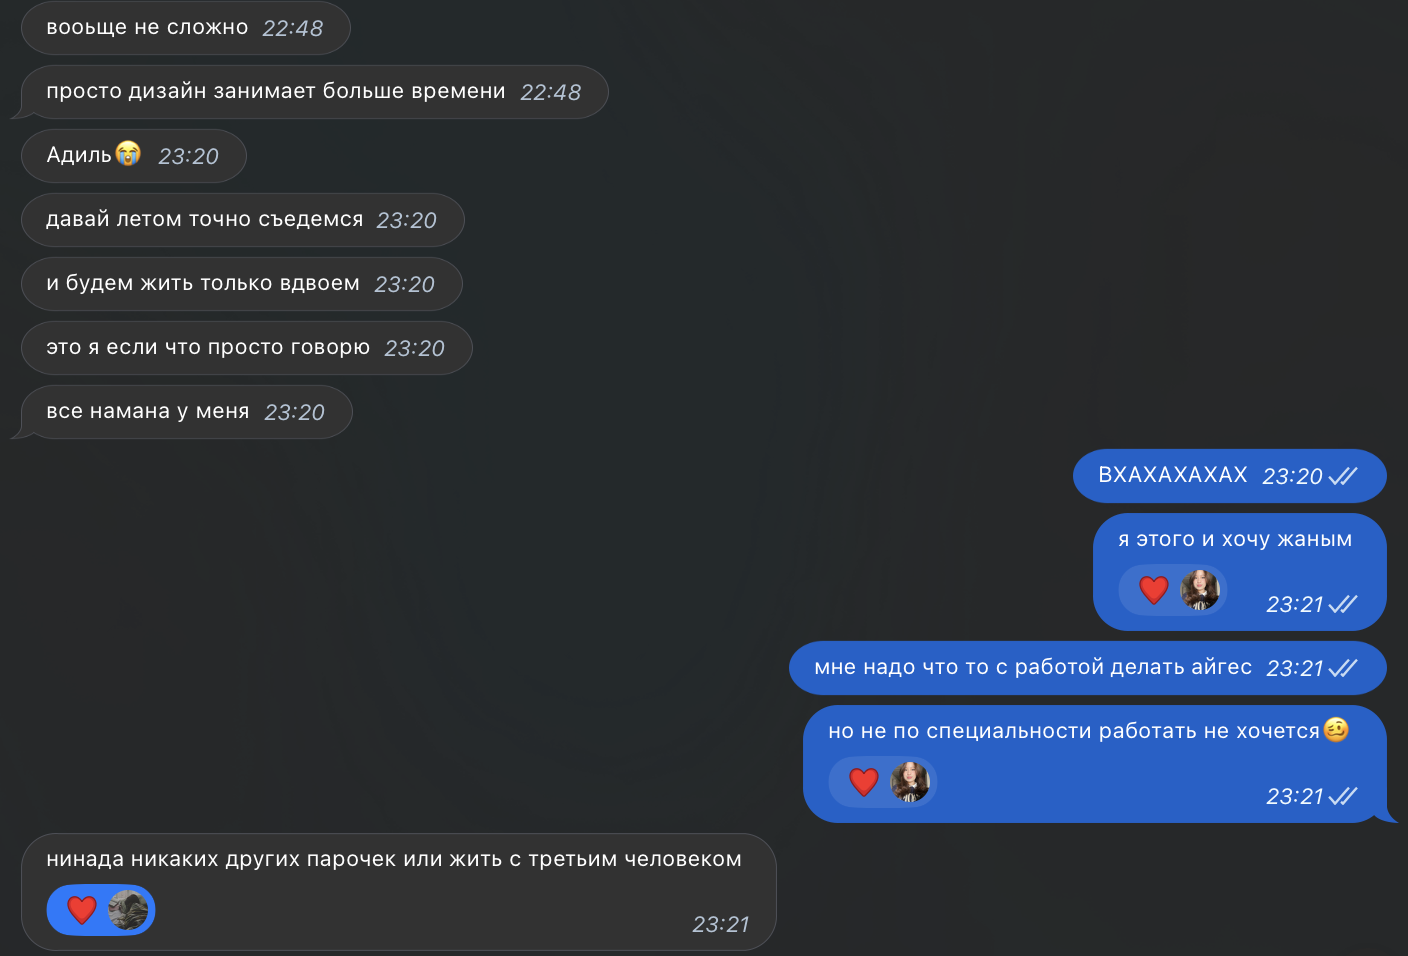 вооьще не сложно 22:48
просто дизайн занимает больше времени 22:48
Адиль😭 23:20
давай летом точно съедемся 23:20
и будем жить только вдвоем 23:20
это я если что просто говорю 23:20
все намана у меня 23:20
ВХАХАХАХАХ 23:20
я этого и хочу жаным
❤️ 23:21
мне надо что то с работой делать айгес 23:21
но не по специальности работать не хочется🥴
❤️ 23:21
нинада никаких других парочек или жить с третьим человеком
❤️ 23:21